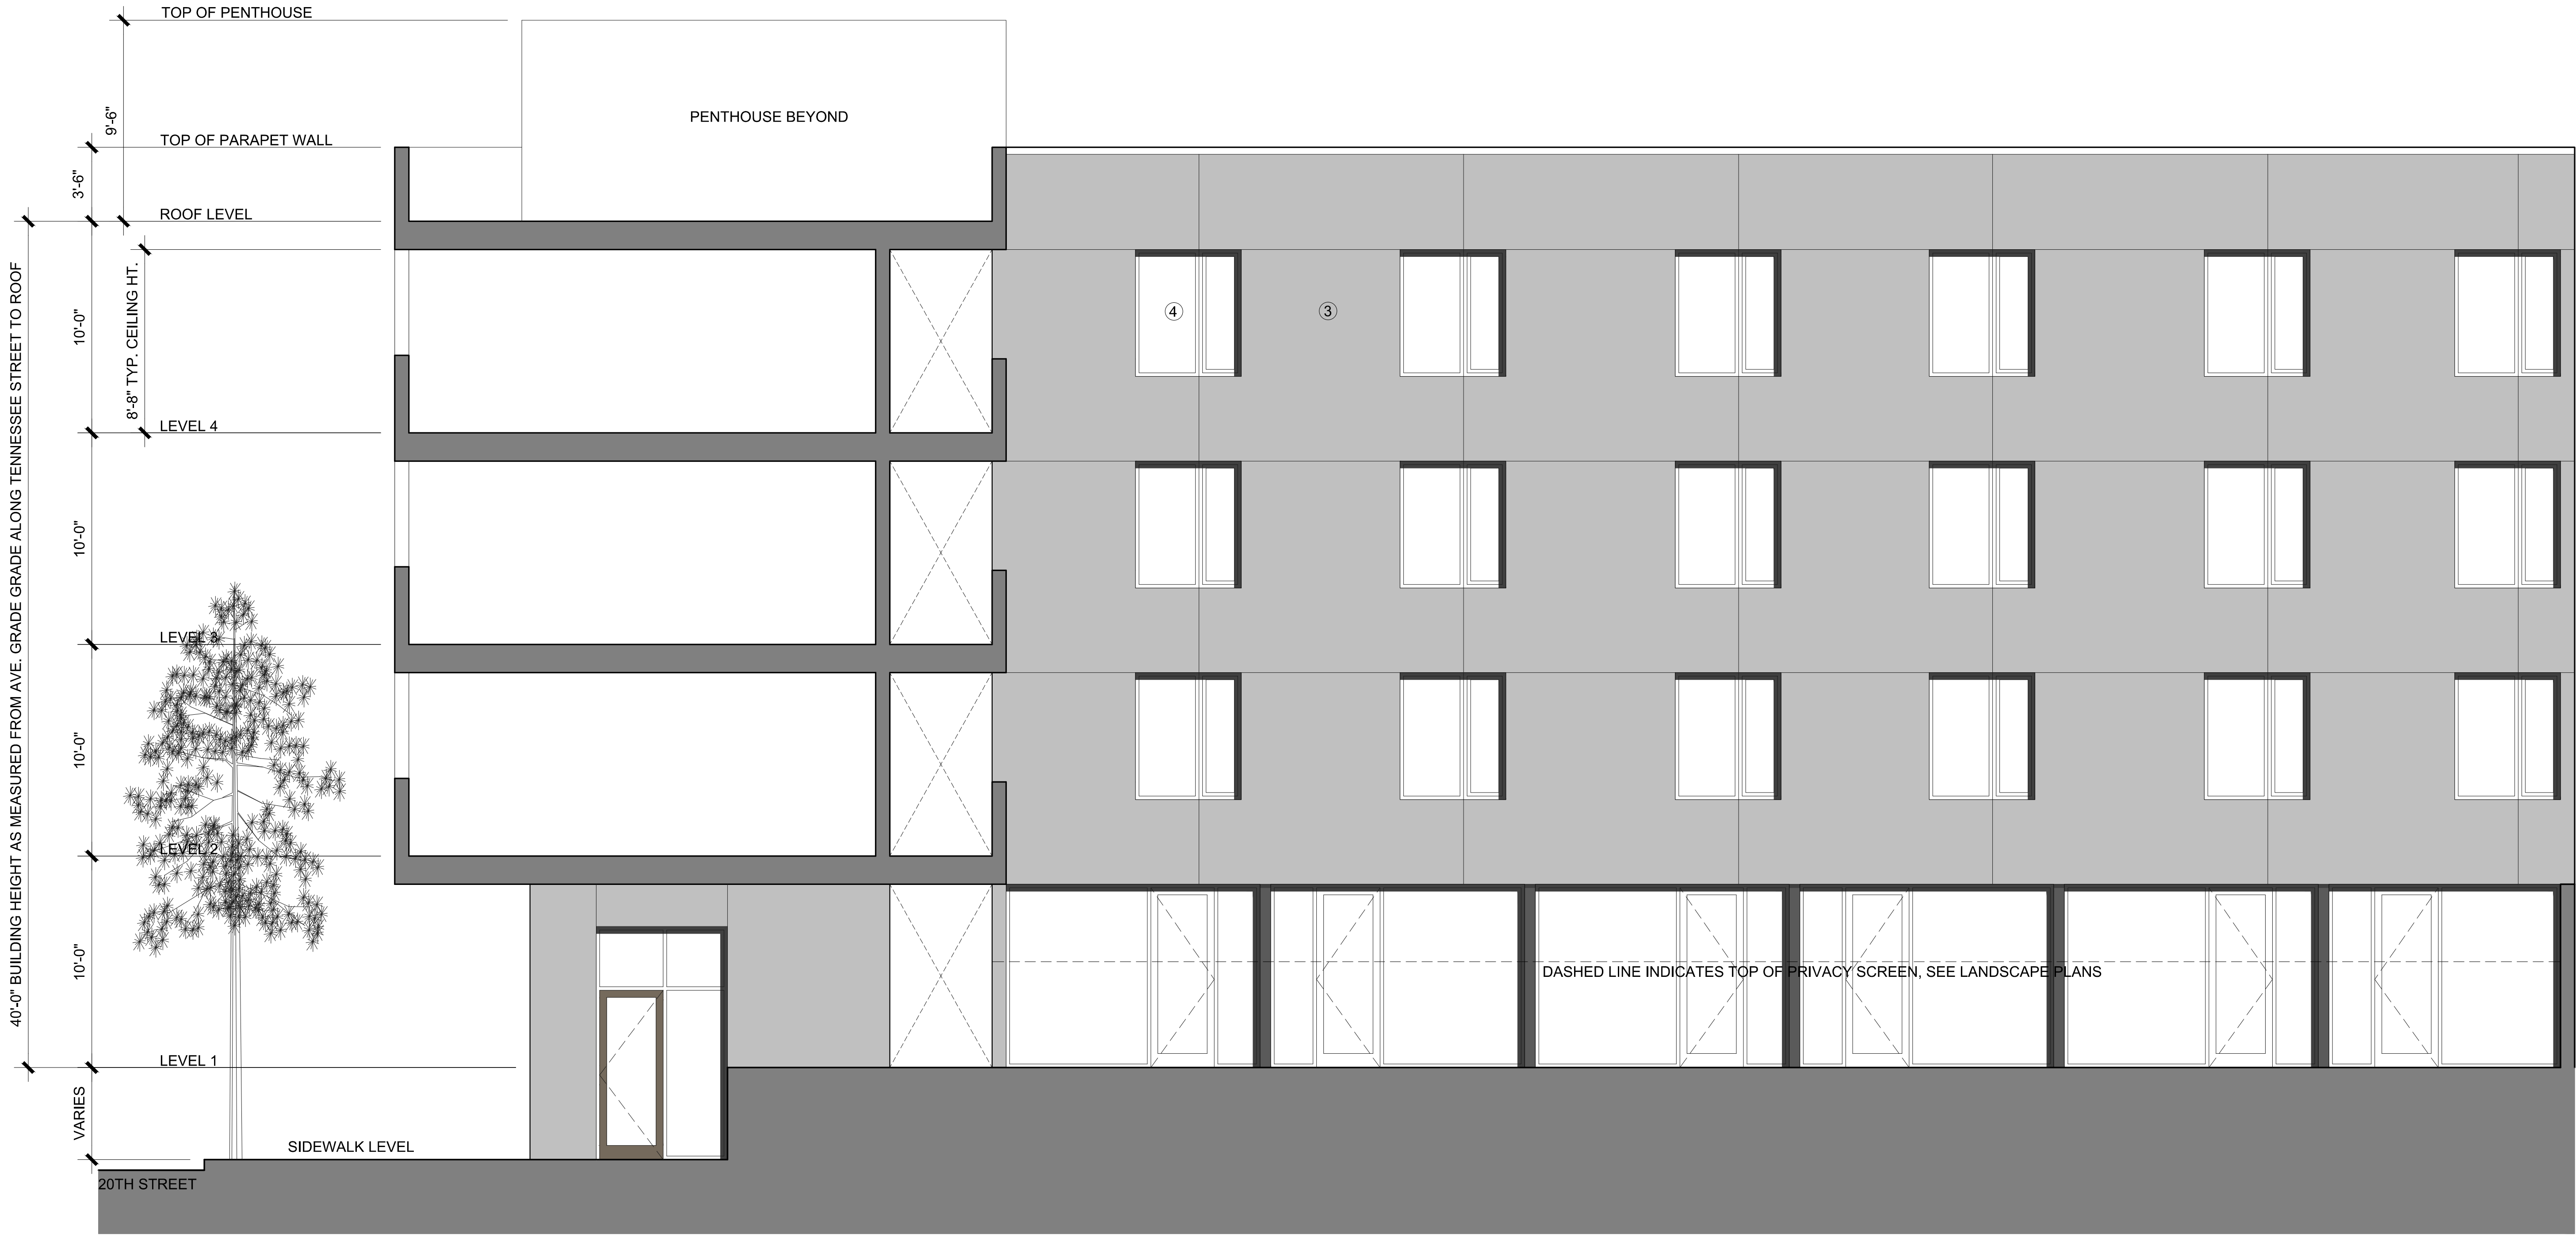 TOP OF PENTHOUSE
9'-6"
PENTHOUSE BEYOND
TOP OF PARAPET WALL
3'-6"
ROOF LEVEL
40'-0" BUILDING HEIGHT AS MEASURED FROM AVE. GRADE GRADE ALONG TENNESSEE STREET TO ROOF
10'-0"
8'-8" TYP. CEILING HT.
4
3
LEVEL 4
10'-0"
LEVEL 3
10'-0"
LEVEL 2
10'-0"
DASHED LINE INDICATES TOP OF PRIVACY SCREEN, SEE LANDSCAPE PLANS
LEVEL 1
VARIES
SIDEWALK LEVEL
20TH STREET